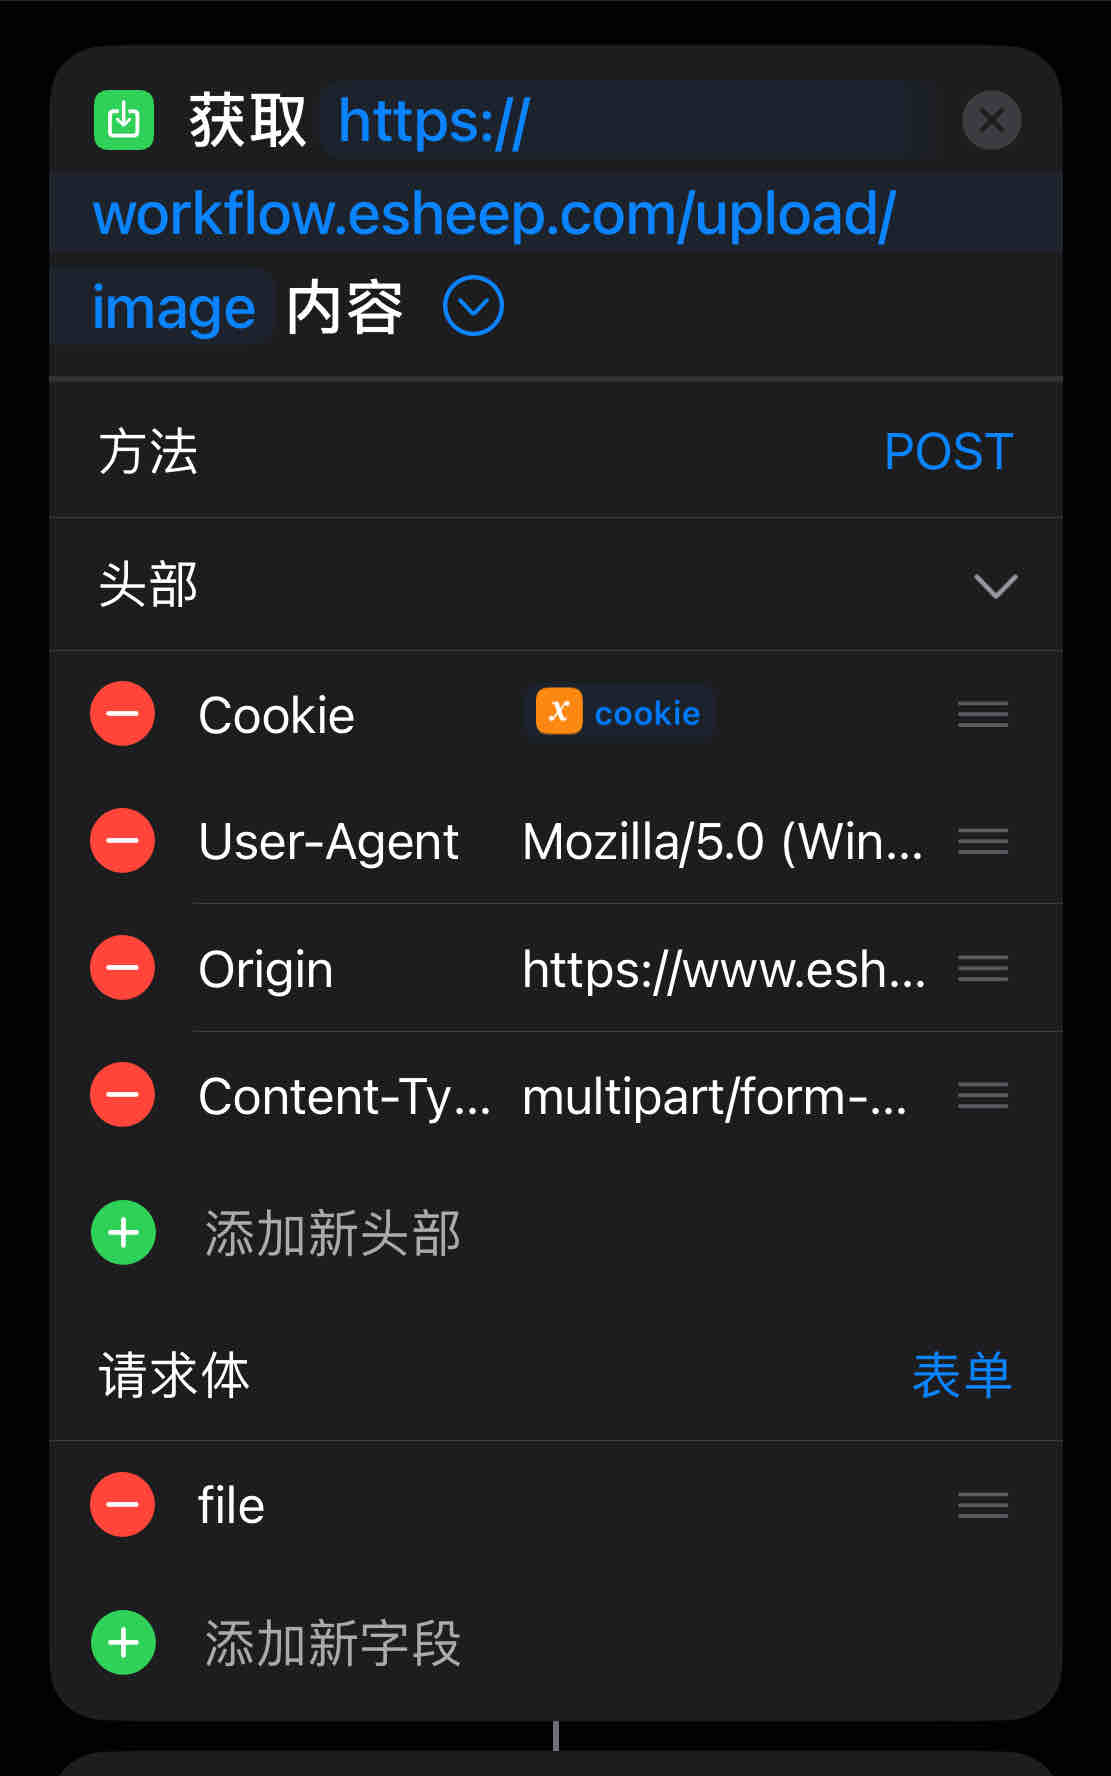 获取 https://
workflow.esheep.com/upload/
image 内容
方法 POST
头部
Cookie x cookie
User-Agent Mozilla/5.0 (Win...
Origin https://www.esh...
Content-Ty... multipart/form-...
添加新头部
请求体 表单
file
添加新字段